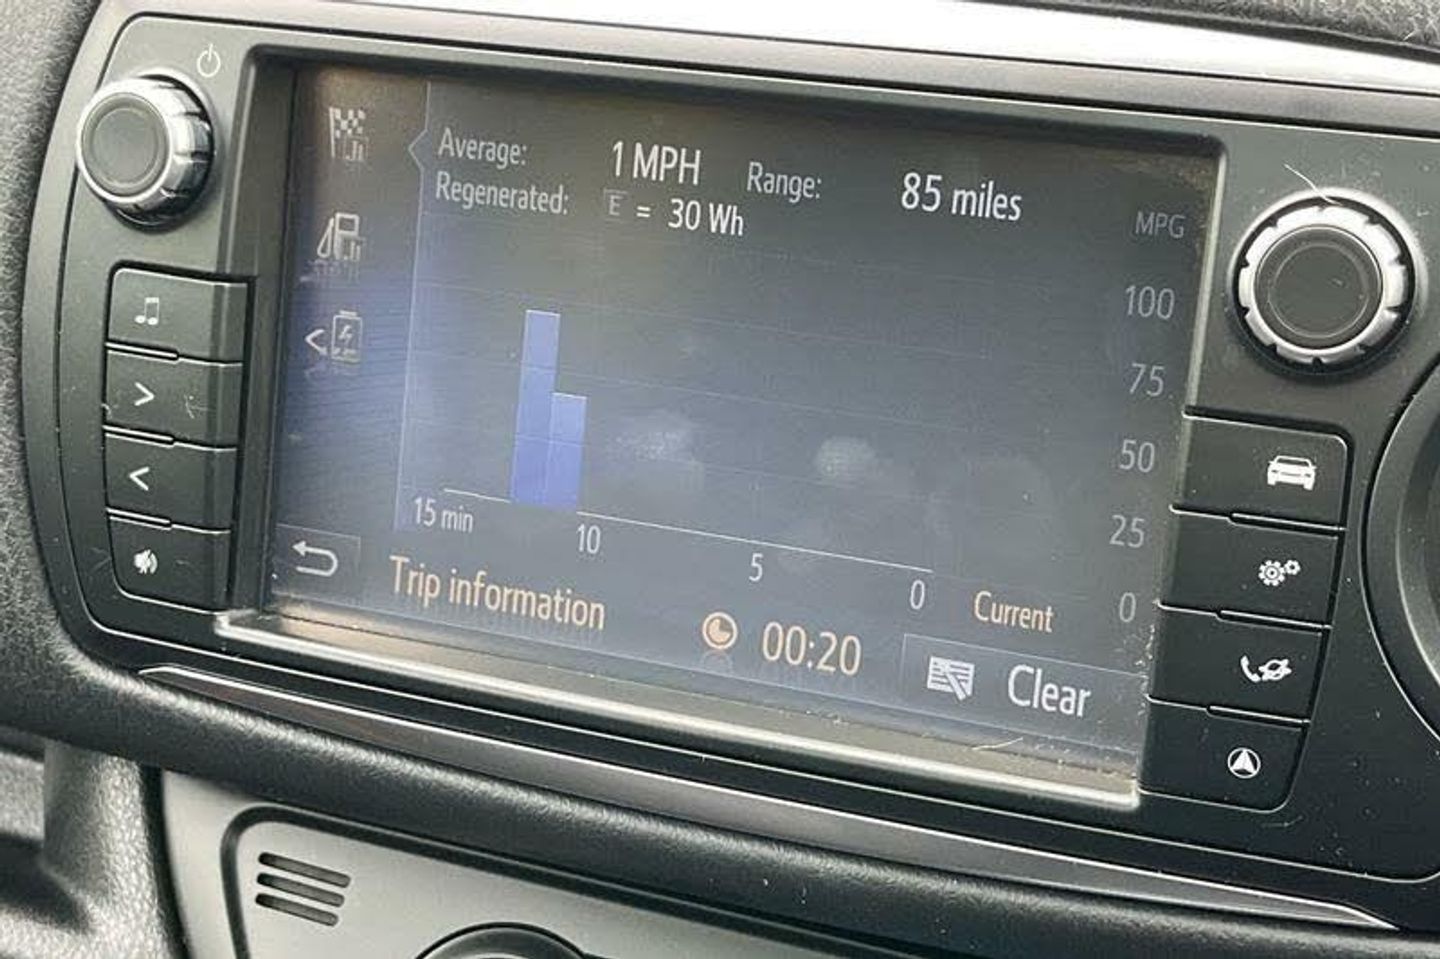 Average: 1 MPH Range: 85 miles
Regenerated: E = 30 Wh
MPG
100
75
50
25
0
15 min 10 5 0 Current
Trip information 00:20 Clear